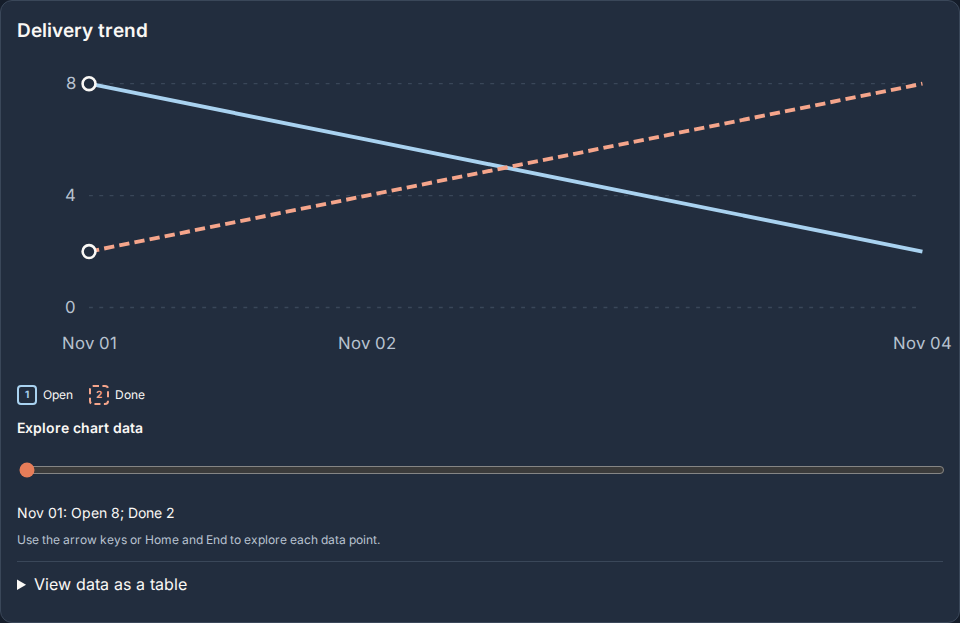 Delivery trend
8
4
0
Nov 01 Nov 02 Nov 04
1 Open 2 Done
Explore chart data
Nov 01: Open 8; Done 2
Use the arrow keys or Home and End to explore each data point.
View data as a table